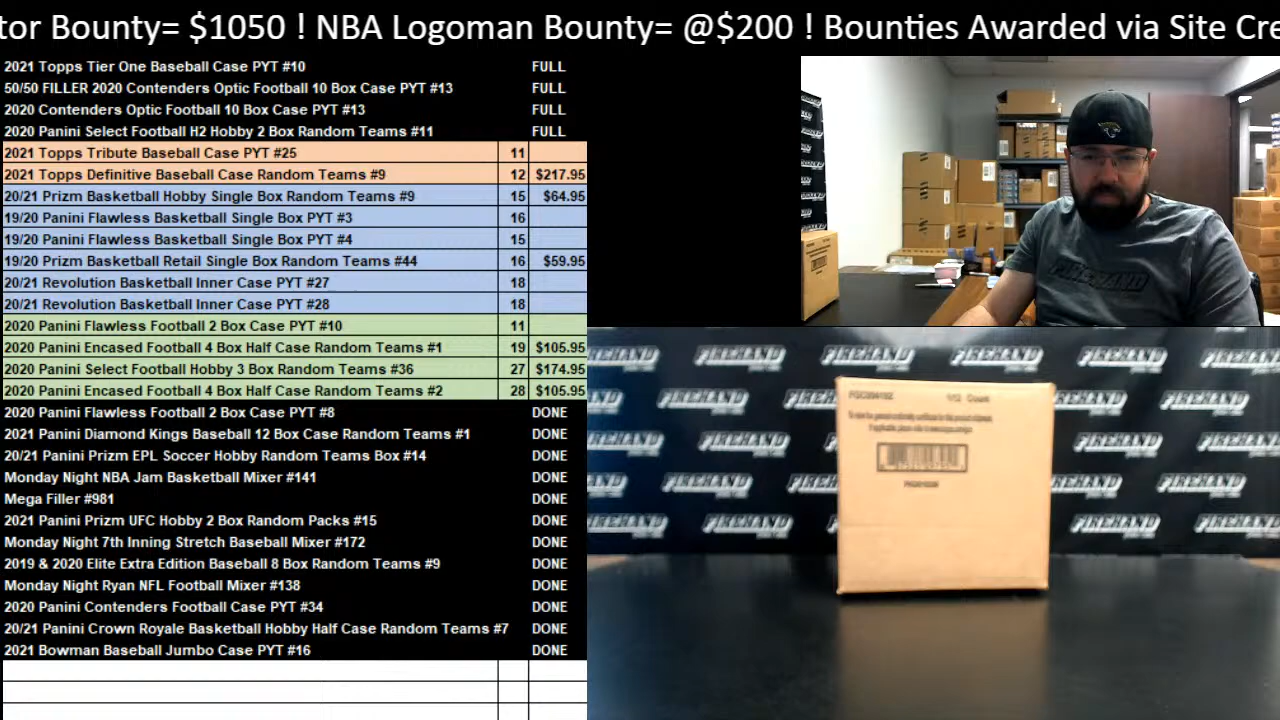 tor Bounty= $1050 ! NBA Logoman Bounty= @$200 ! Bounties Awarded via Site Cre
2021 Topps Tier One Baseball Case PYT #10 FULL
50/50 FILLER 2020 Contenders Optic Football 10 Box Case PYT #13 FULL
2020 Contenders Optic Football 10 Box Case PYT #13 FULL
2020 Panini Select Football H2 Hobby 2 Box Random Teams #11 FULL
2021 Topps Tribute Baseball Case PYT #25 11
2021 Topps Definitive Baseball Case Random Teams #9 12 $217.95
20/21 Prizm Basketball Hobby Single Box Random Teams #9 15 $64.95
19/20 Panini Flawless Basketball Single Box PYT #3 16
19/20 Panini Flawless Basketball Single Box PYT #4 15
19/20 Prizm Basketball Retail Single Box Random Teams #44 16 $59.95
20/21 Revolution Basketball Inner Case PYT #27 18
20/21 Revolution Basketball Inner Case PYT #28 18
2020 Panini Flawless Football 2 Box Case PYT #10 11
2020 Panini Encased Football 4 Box Half Case Random Teams #1 19 $105.95
2020 Panini Select Football Hobby 3 Box Random Teams #36 27 $174.95
2020 Panini Encased Football 4 Box Half Case Random Teams #2 28 $105.95
2020 Panini Flawless Football 2 Box Case PYT #8 DONE
2021 Panini Diamond Kings Baseball 12 Box Case Random Teams #1 DONE
20/21 Panini Prizm EPL Soccer Hobby Random Teams Box #14 DONE
Monday Night NBA Jam Basketball Mixer #141 DONE
Mega Filler #981 DONE
2021 Panini Prizm UFC Hobby 2 Box Random Packs #15 DONE
Monday Night 7th Inning Stretch Baseball Mixer #172 DONE
2019 & 2020 Elite Extra Edition Baseball 8 Box Random Teams #9 DONE
Monday Night Ryan NFL Football Mixer #138 DONE
2020 Panini Contenders Football Case PYT #34 DONE
20/21 Panini Crown Royale Basketball Hobby Half Case Random Teams #7 DONE
2021 Bowman Baseball Jumbo Case PYT #16 DONE
FIREHAND
FIREHAND FIREHAND FIREHAND FIREHAND
1/2 Count